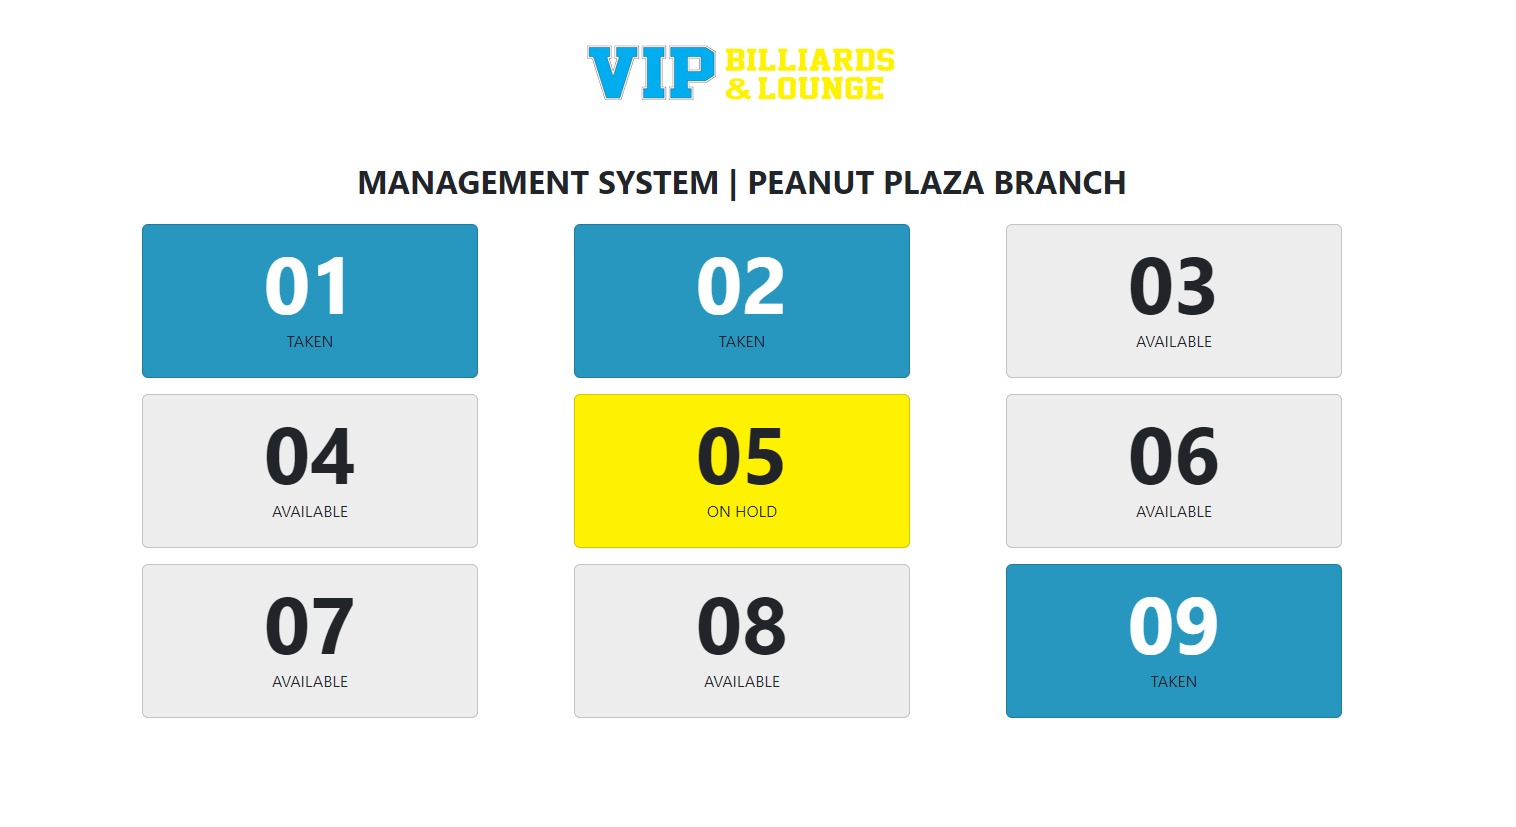 VIP BILLIARDS
& LOUNGE
MANAGEMENT SYSTEM | PEANUT PLAZA BRANCH
01
TAKEN
02
TAKEN
03
AVAILABLE
04
AVAILABLE
05
ON HOLD
06
AVAILABLE
07
AVAILABLE
08
AVAILABLE
09
TAKEN